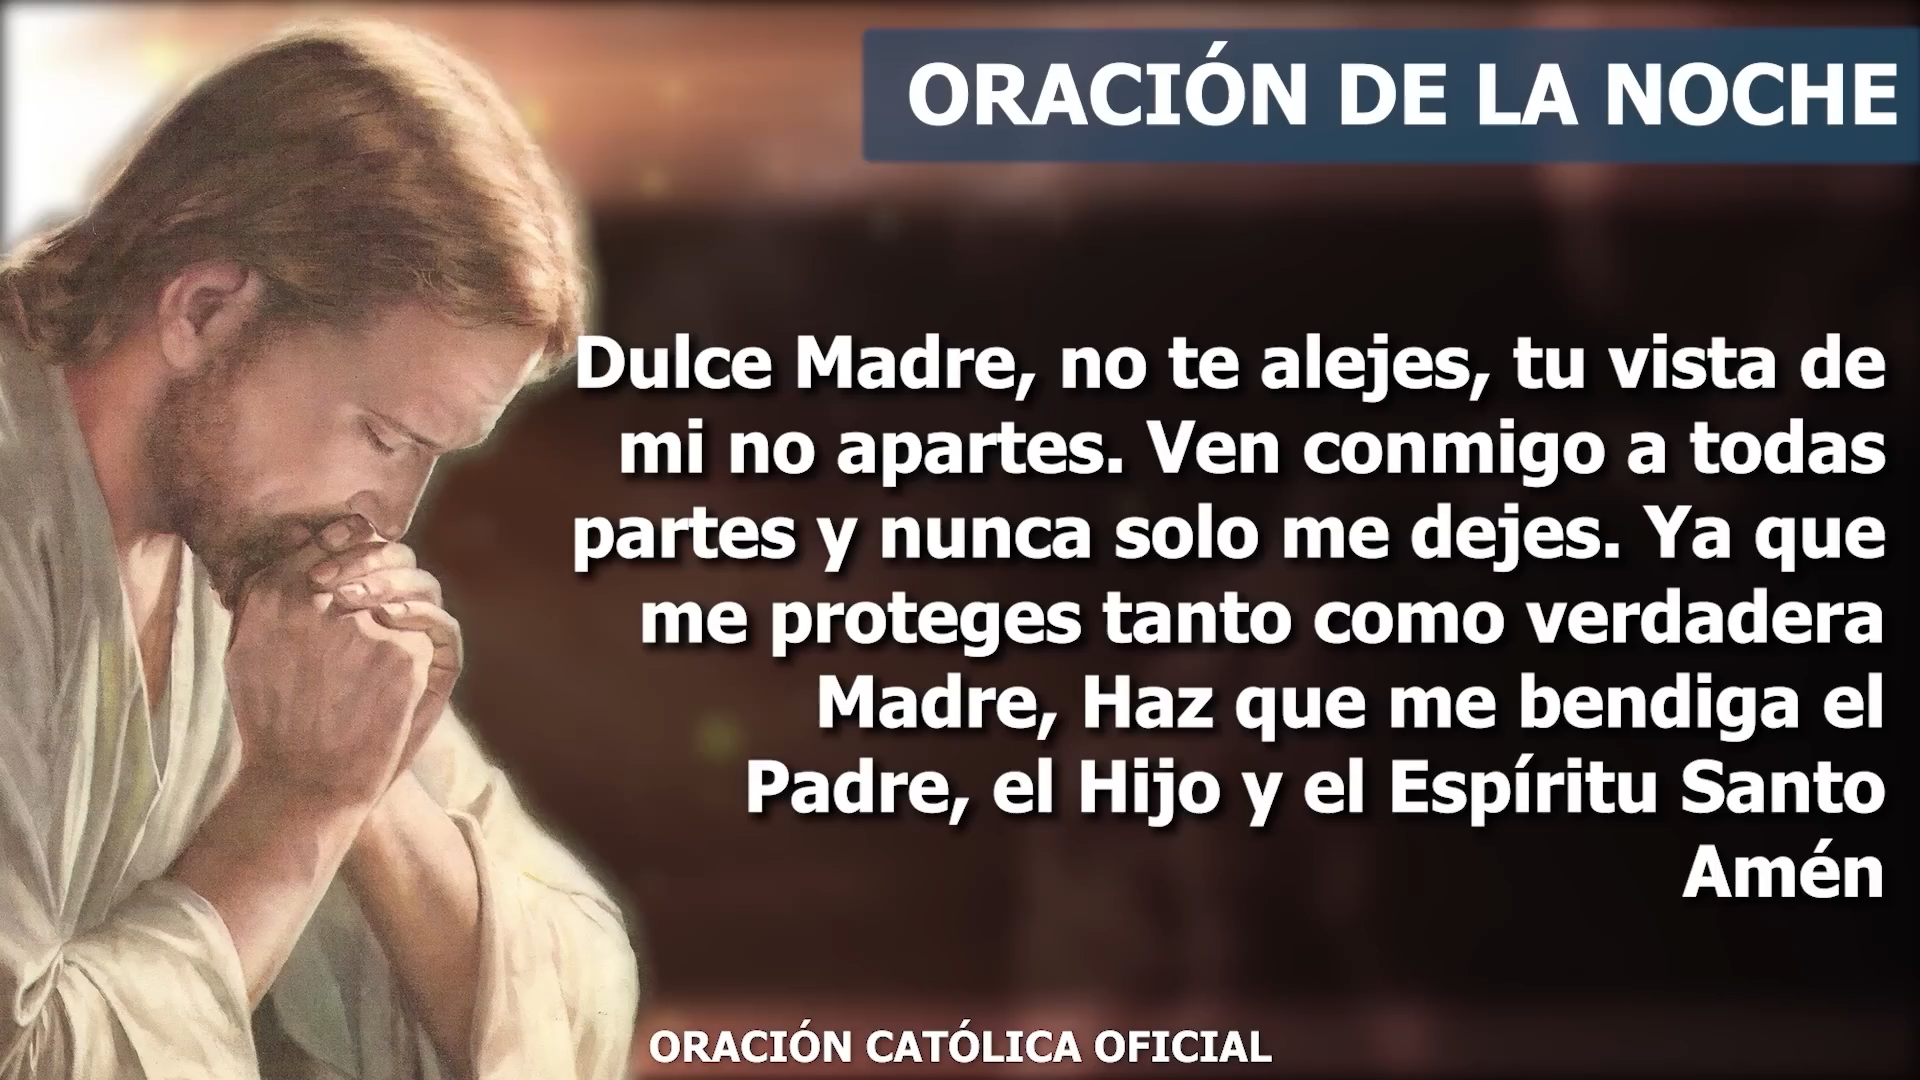 ORACIÓN DE LA NOCHE
Dulce Madre, no te alejes, tu vista de
mi no apartes. Ven conmigo a todas
partes y nunca solo me dejes. Ya que
me proteges tanto como verdadera
Madre, Haz que me bendiga el
Padre, el Hijo y el Espíritu Santo
Amén
ORACIÓN CATÓLICA OFICIAL